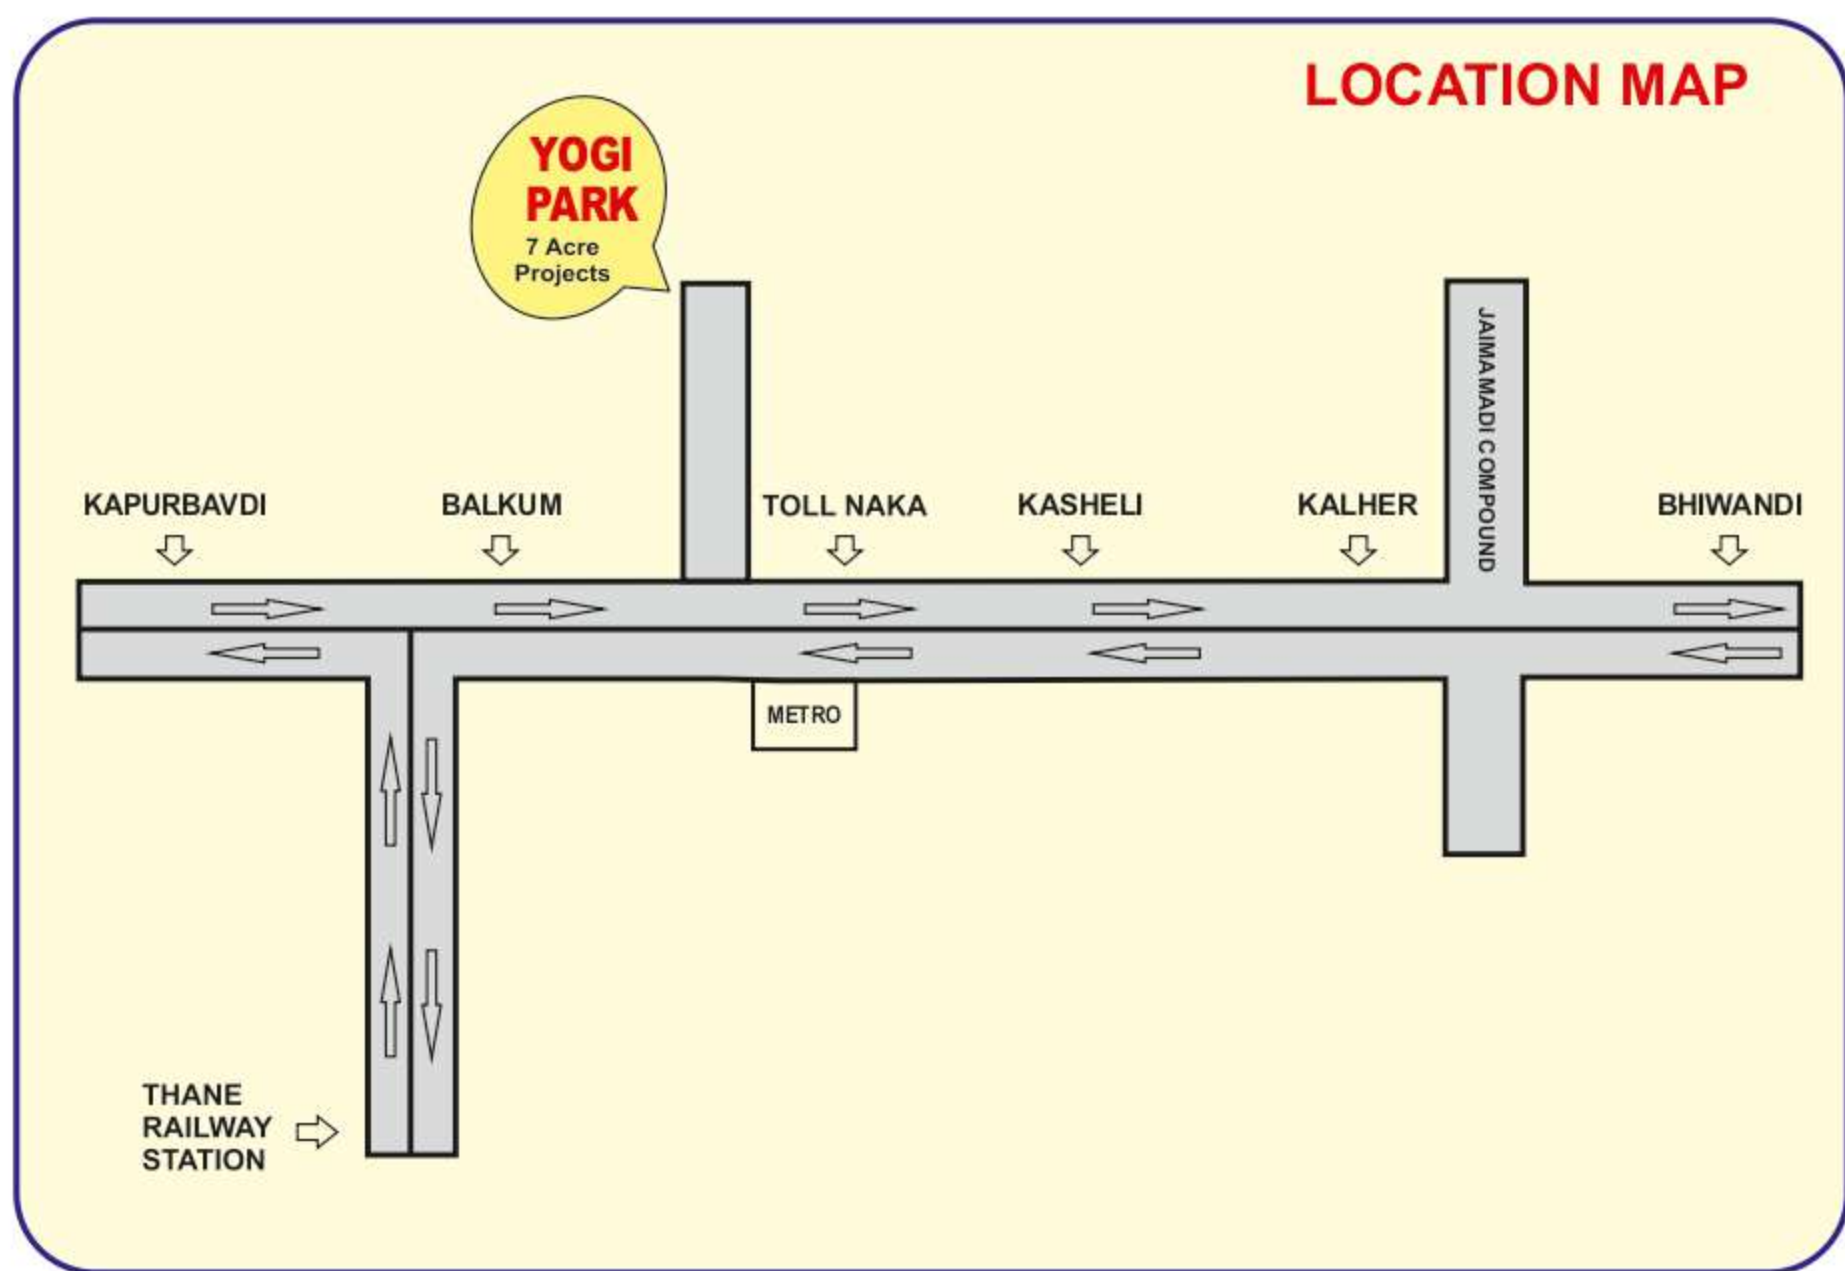 LOCATION MAP
YOGI
PARK
7 Acre
Projects
JAIMAMADI COMPOUND
KAPURBAVDI
BALKUM
TOLL NAKA
KASHELI
KALHER
BHIWANDI
METRO
THANE
RAILWAY
STATION